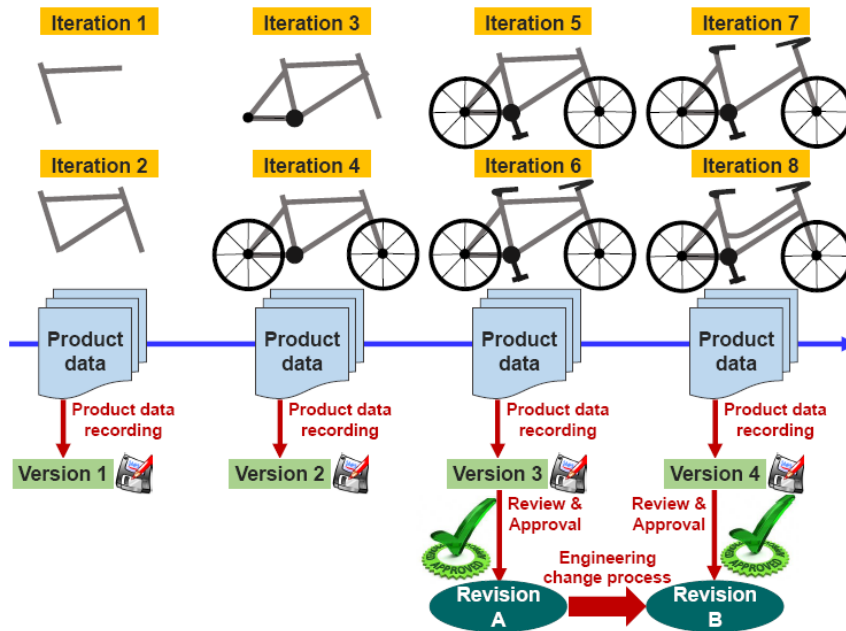 Iteration 1
Iteration 3
Iteration 5
Iteration 7
Iteration 2
Iteration 4
Iteration 6
Iteration 8
Product
data
Product
data
Product
data
Product
data
Product data
recording
Product data
recording
Product data
recording
Product data
recording
Version 1
Version 2
Version 3
Version 4
Review &
Approval
Review &
Approval
APPROVED
APPROVED
Engineering
change process
Revision
A
Revision
B